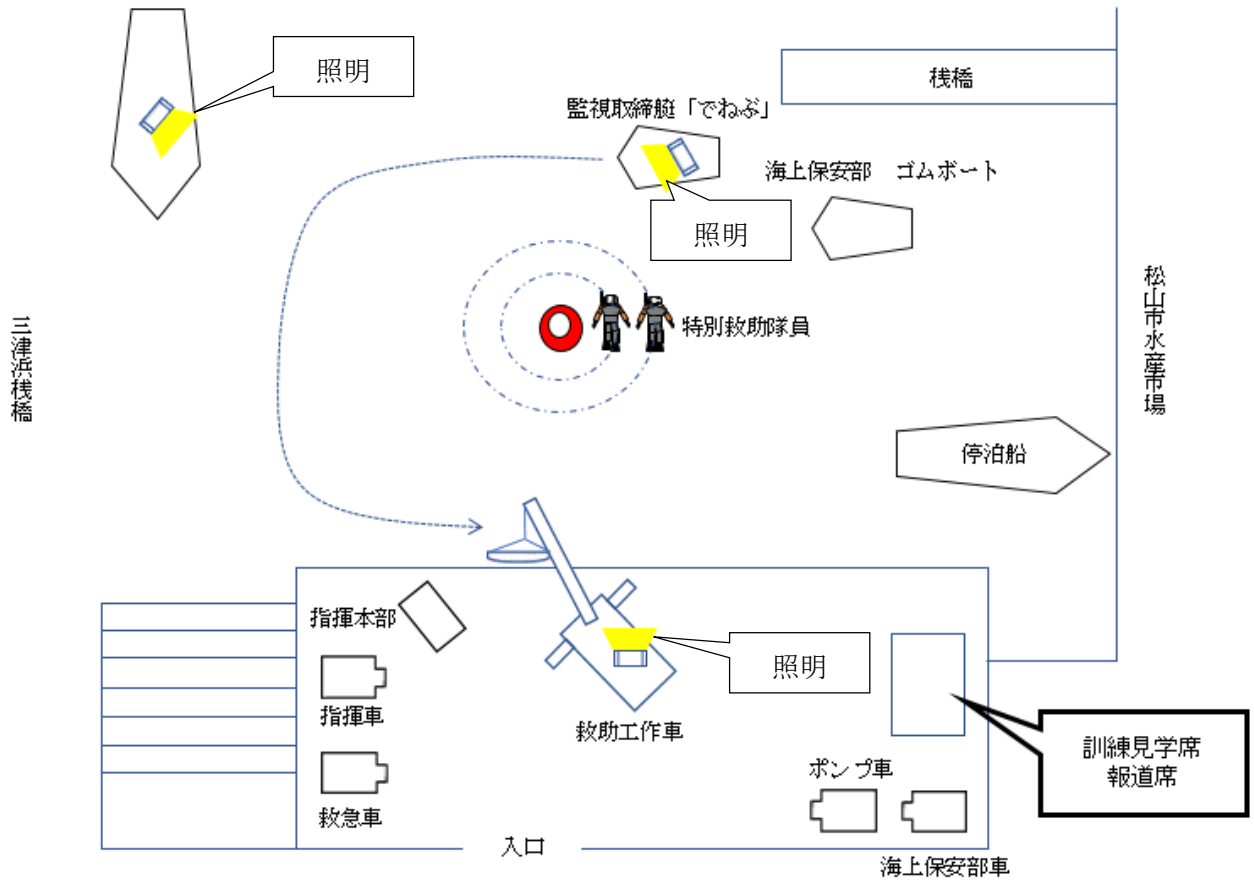 照明
桟橋
監視取締艇「でねぶ」
海上保安部　ゴムボート
照明
三津浜桟橋
特別救助隊員
松山市水産市場
停泊船
指揮本部
照明
指揮車
救助工作車
訓練見学席
報道席
ポンプ車
救急車
入口
海上保安部車